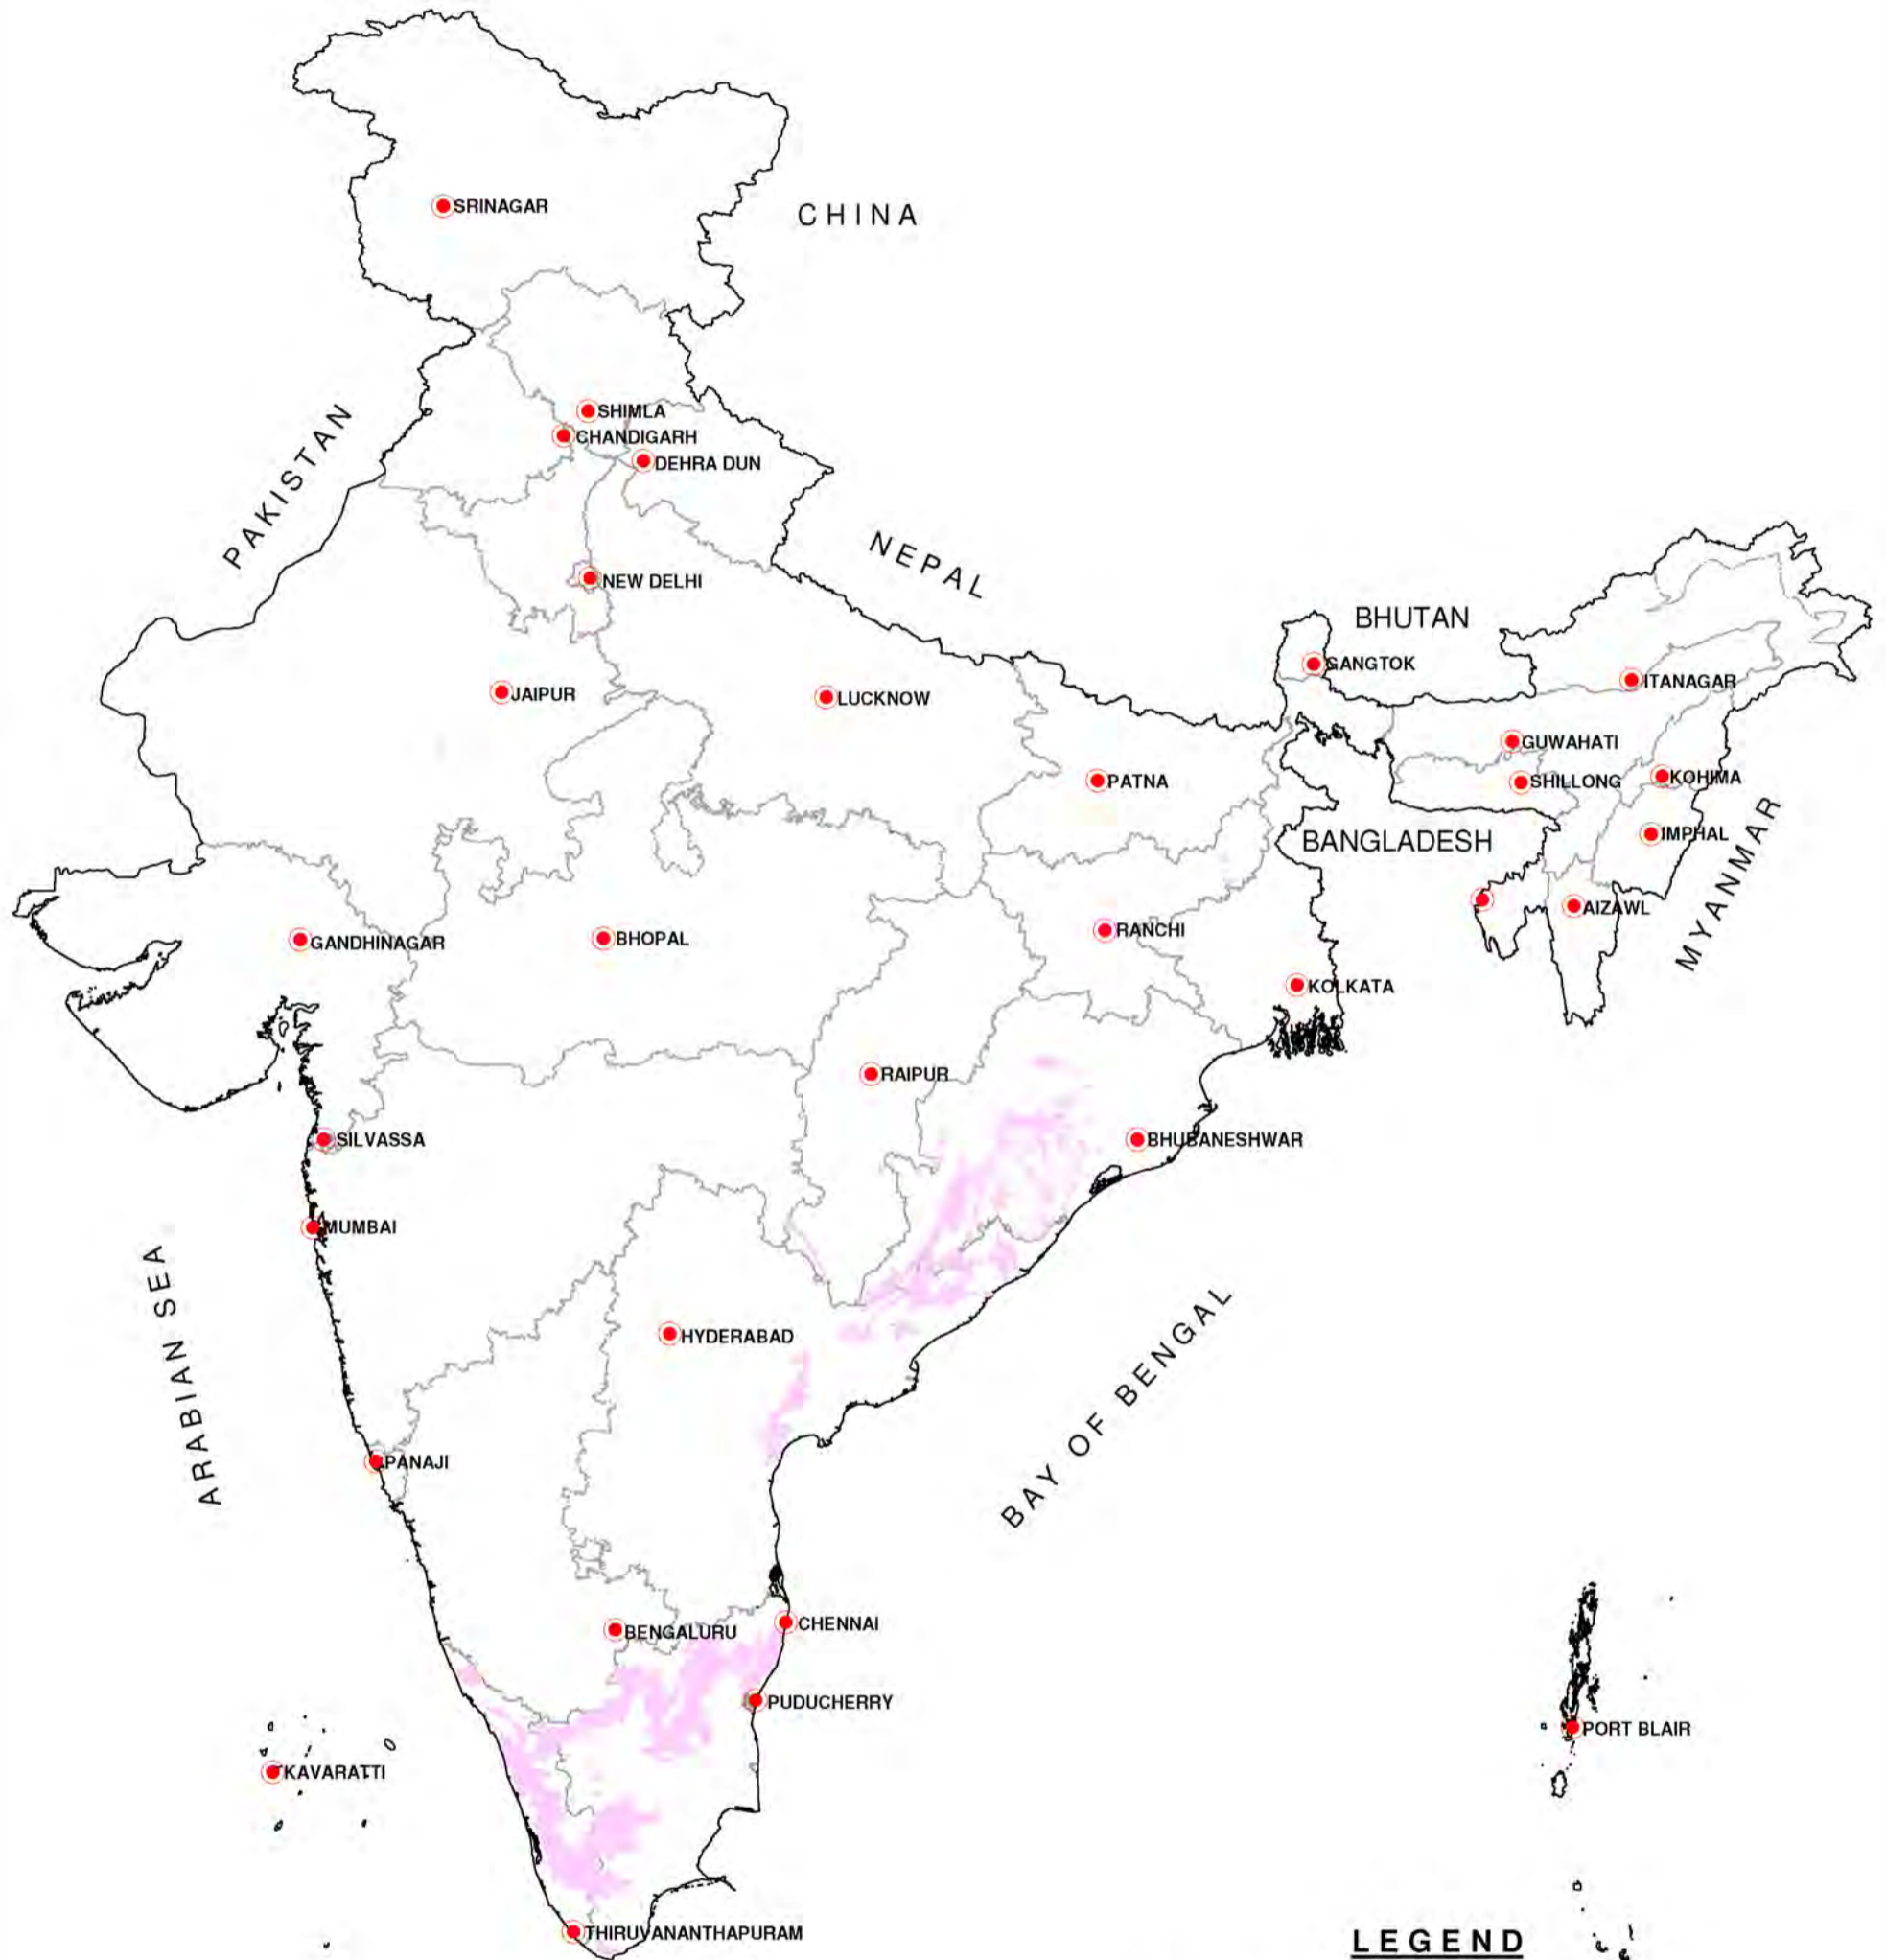 SRINAGAR
CHINA
SHIMLA
CHANDIGARH
DEHRA DUN
PAKISTAN
NEPAL
NEW DELHI
BHUTAN
GANGTOK
ITANAGAR
JAIPUR
LUCKNOW
GUWAHATI
PATNA
SHILLONG
KOHIMA
BANGLADESH
IMPHAL
MYANMAR
AIZAWL
GANDHINAGAR
BHOPAL
RANCHI
KOLKATA
RAIPUR
SILVASSA
BHUBANESHWAR
MUMBAI
ARABIAN SEA
HYDERABAD
BAY OF BENGAL
PANAJI
BENGALURU
CHENNAI
PUDUCHERRY
PORT BLAIR
KAVARATTI
THIRUVANANTHAPURAM
LEGEND